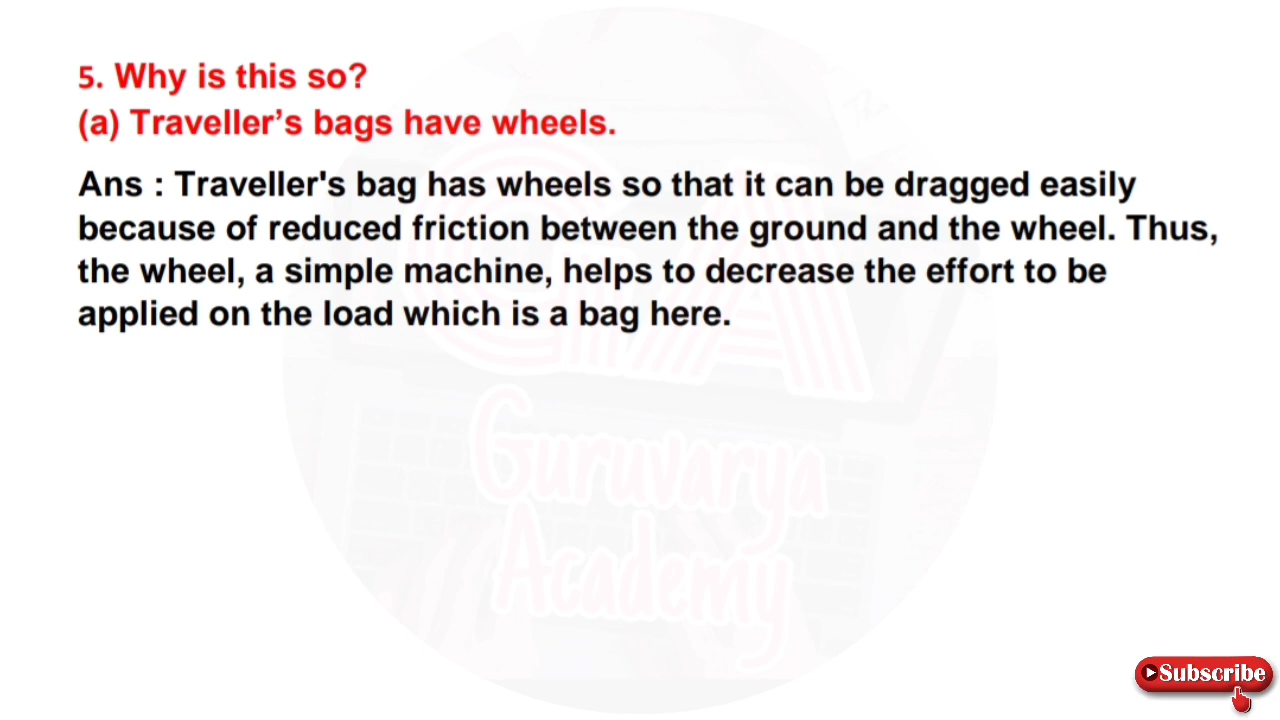 5. Why is this so?
(a) Traveller’s bags have wheels.
Ans : Traveller's bag has wheels so that it can be dragged easily
because of reduced friction between the ground and the wheel. Thus,
the wheel, a simple machine, helps to decrease the effort to be
applied on the load which is a bag here.
GA
Guruvarya
Academy
Subscribe